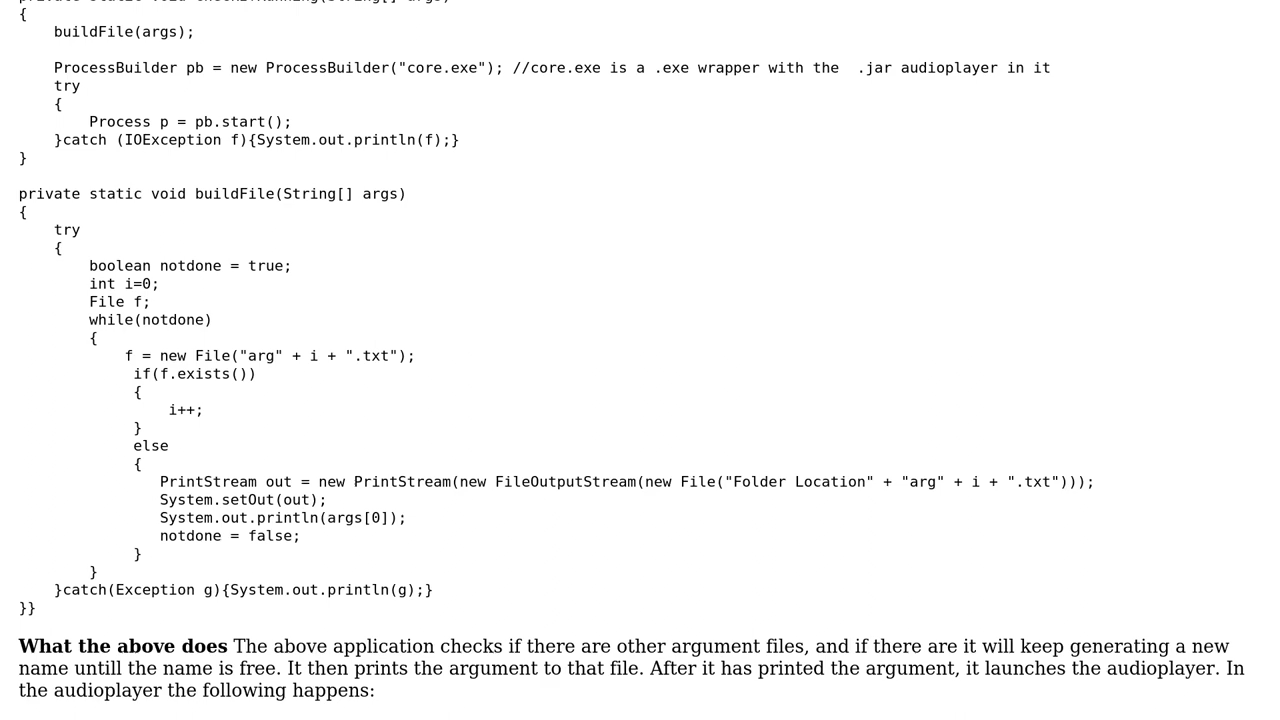 private static void checkIfRunning(String[] args)
{
    buildFile(args);

    ProcessBuilder pb = new ProcessBuilder("core.exe"); //core.exe is a .exe wrapper with the  .jar audioplayer in it
    try
    {
        Process p = pb.start();
    }catch (IOException f){System.out.println(f);}
}

private static void buildFile(String[] args)
{
    try
    {
        boolean notdone = true;
        int i=0;
        File f;
        while(notdone)
        {
            f = new File("arg" + i + ".txt");
             if(f.exists())
             {
                 i++;
             }
             else
             {
                PrintStream out = new PrintStream(new FileOutputStream(new File("Folder Location" + "arg" + i + ".txt")));
                System.setOut(out);
                System.out.println(args[0]);
                notdone = false;
             }
        }
    }catch(Exception g){System.out.println(g);}
}}
What the above does The above application checks if there are other argument files, and if there are it will keep generating a new
name untill the name is free. It then prints the argument to that file. After it has printed the argument, it launches the audioplayer. In
the audioplayer the following happens: